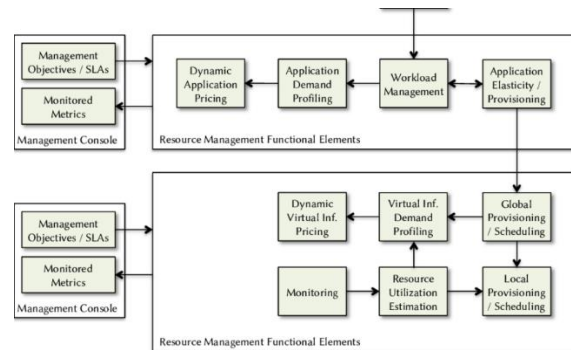 Management
Objectives / SLAs
Monitored
Metrics
Management Console
Dynamic
Application
Pricing
Application
Demand
Profiling
Workload
Management
Application
Elasticity /
Provisioning
Resource Management Functional Elements
Management
Objectives / SLAs
Monitored
Metrics
Management Console
Dynamic
Virtual Inf.
Pricing
Virtual Inf.
Demand
Profiling
Global
Provisioning
/ Scheduling
Monitoring
Resource
Utilization
Estimation
Local
Provisioning
/ Scheduling
Resource Management Functional Elements